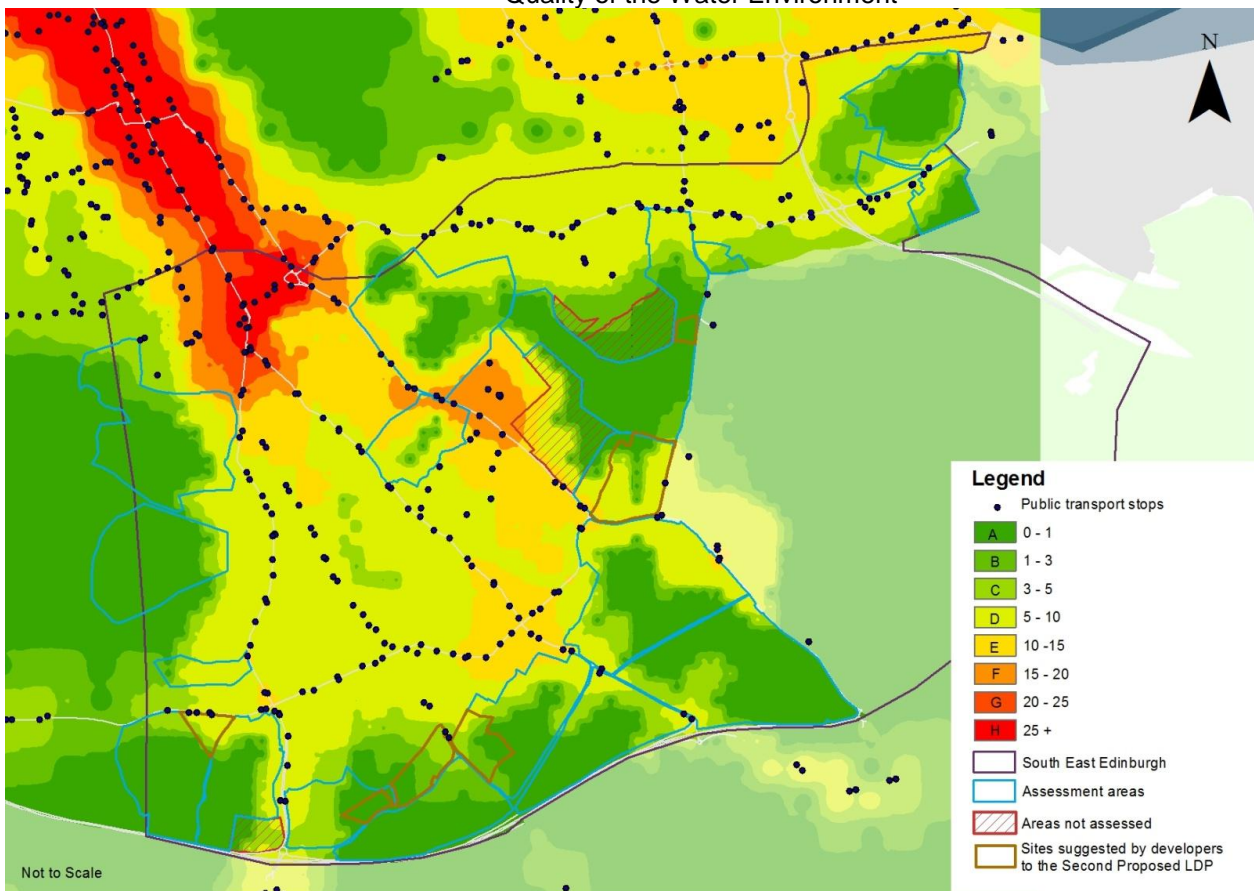 Quality of the Water Environment
N
Legend
Public transport stops
A 0 - 1
B 1 - 3
C 3 - 5
D 5 - 10
E 10 -15
F 15 - 20
G 20 - 25
H 25 +
South East Edinburgh
Assessment areas
Areas not assessed
Sites suggested by developers
to the Second Proposed LDP
Not to Scale